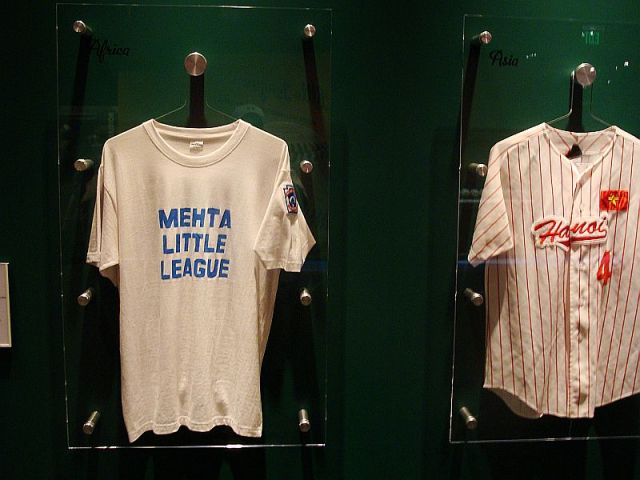 Africa
MEHTA
LITTLE
LEAGUE
Asia
Hanoi
4